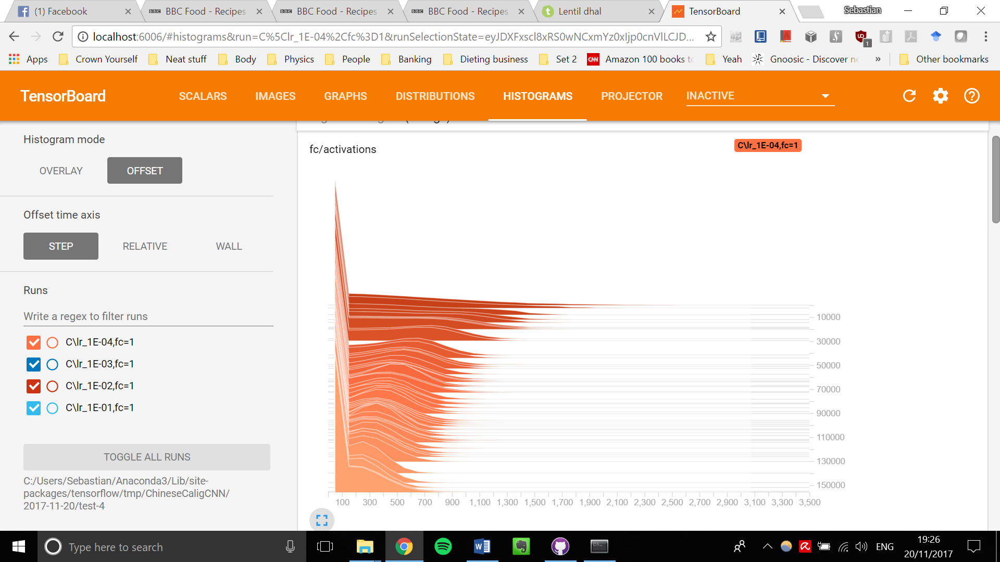 (1) Facebook
BBC Food - Recipes
BBC Food - Recipes
BBC Food - Recipes
Lentil dhal
TensorBoard
Sebastian
localhost:6006/#histograms&run=C%5Clr_1E-04%2Cfc%3D1&runSelectionState=eyJDXFxscl8xRS0wNCxmYz0xIjp0cnVlLCJD...
1
Apps
Crown Yourself
Neat stuff
Body
Physics
People
Banking
Dieting business
Set 2
CNN
Amazon 100 books to
Yeah
Gnoosic - Discover ne
»
Other bookmarks
TensorBoard
SCALARS
IMAGES
GRAPHS
DISTRIBUTIONS
HISTOGRAMS
PROJECTOR
INACTIVE
Histogram mode
OVERLAY
OFFSET
Offset time axis
STEP
RELATIVE
WALL
Runs
Write a regex to filter runs
C\lr_1E-04,fc=1
C\lr_1E-03,fc=1
C\lr_1E-02,fc=1
C\lr_1E-01,fc=1
TOGGLE ALL RUNS
C:/Users/Sebastian/Anaconda3/Lib/site-
packages/tensorflow/tmp/ChineseCaligCNN/
2017-11-20/test-4
fc/activations
C\lr_1E-04,fc=1
10000
30000
50000
70000
90000
110000
130000
150000
100 300 500 700 900 1,100 1,300 1,500 1,700 1,900 2,100 2,300 2,500 2,700 2,900 3,100 3,300 3,500
Type here to search
ENG
19:26
20/11/2017